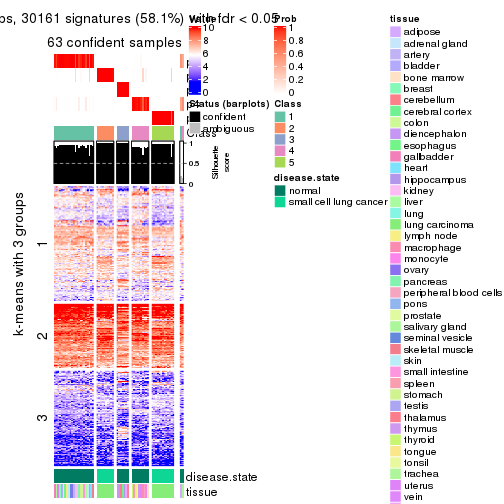 ps, 30161 signatures (58.1%) with fdr < 0.05
63 confident samples
Value
10
8
6
4
2
0
Prob
1
0.8
0.6
0.4
0.2
0
Status (barplots)
confident
ambiguous
Class
1
2
3
4
5
disease.state
normal
small cell lung cancer
Class
1
0.5
0
Silhouette
score
k-means with 3 groups
1
2
3
disease.state
tissue
tissue
adipose
adrenal gland
artery
bladder
bone marrow
breast
cerebellum
cerebral cortex
colon
diencephalon
esophagus
gallbadder
heart
hippocampus
kidney
liver
lung
lung carcinoma
lymph node
macrophage
monocyte
ovary
pancreas
peripheral blood cells
pons
prostate
salivary gland
seminal vesicle
skeletal muscle
skin
small intestine
spleen
stomach
testis
thalamus
thymus
thyroid
tongue
tonsil
trachea
uterus
vein